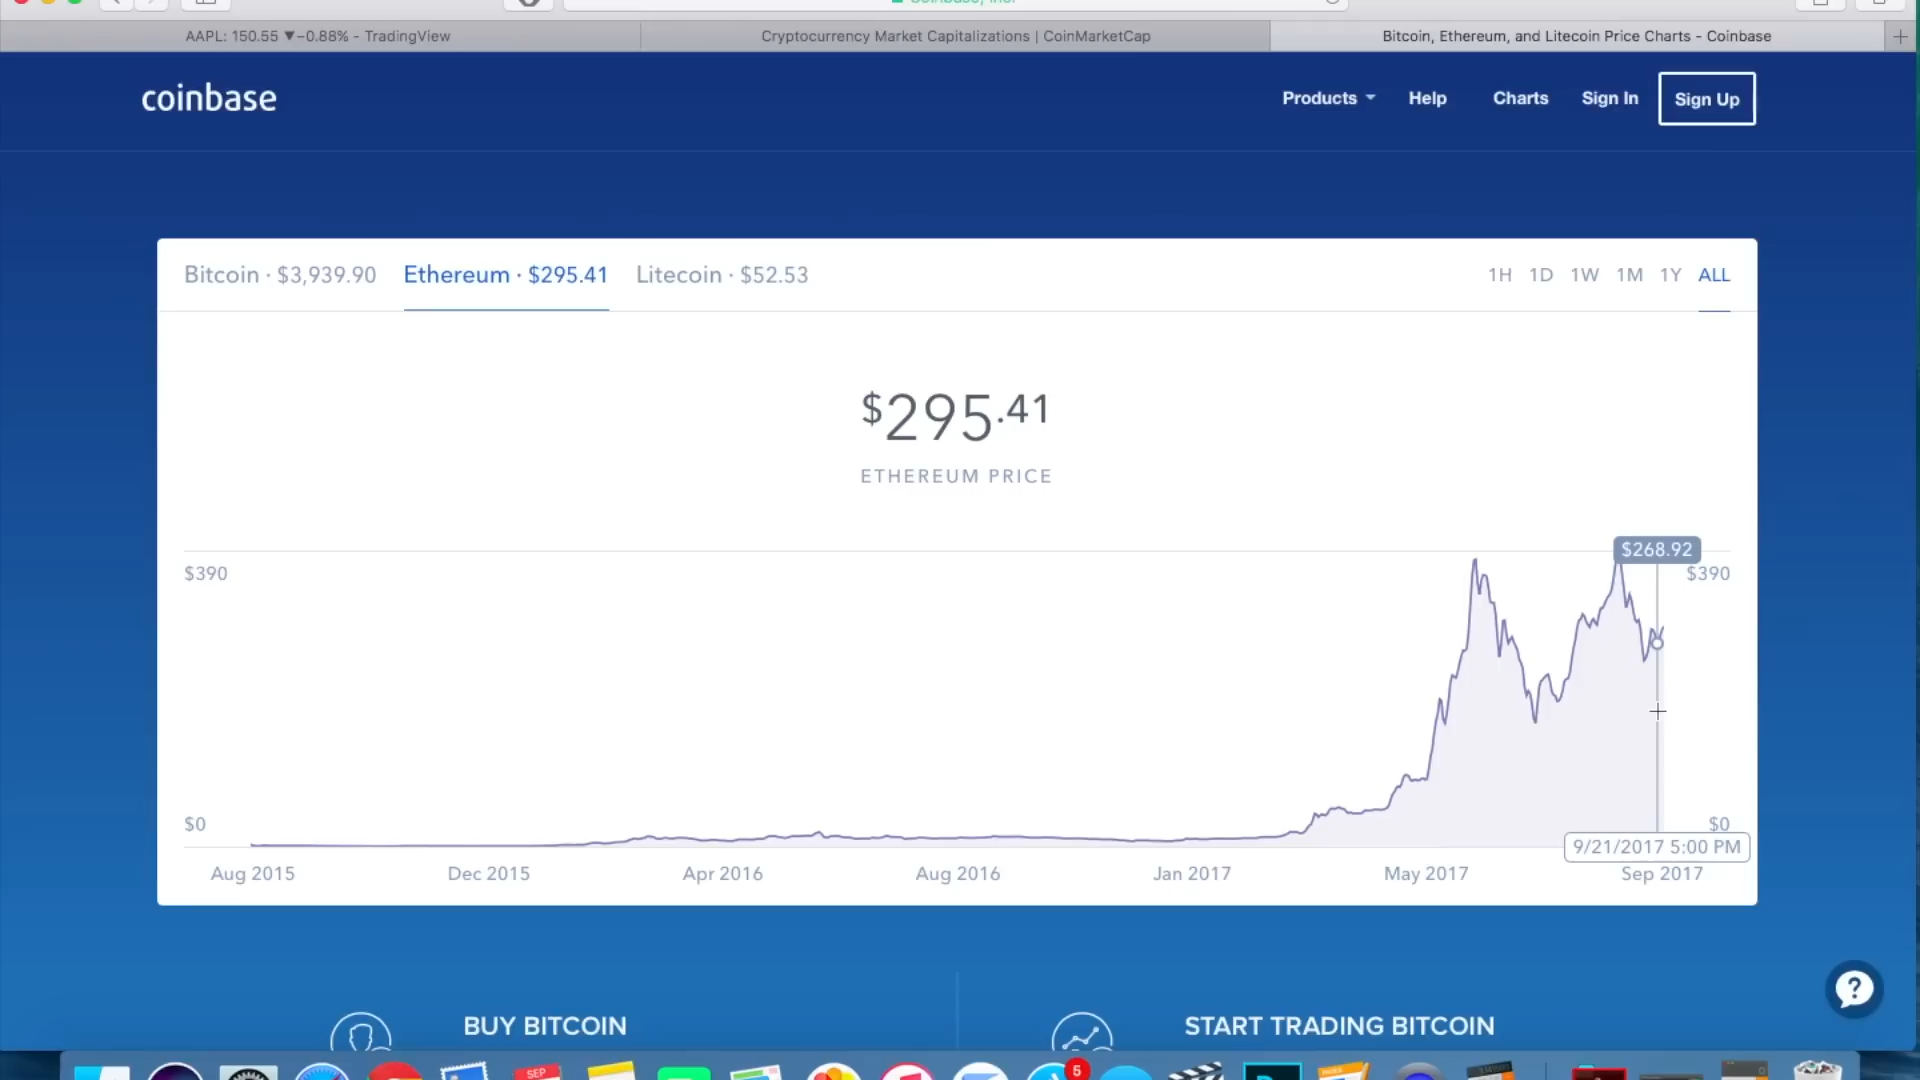 AAPL: 150.55 ▼−0.88% - TradingView
Cryptocurrency Market Capitalizations | CoinMarketCap
Bitcoin, Ethereum, and Litecoin Price Charts - Coinbase
coinbase
Products
Help
Charts
Sign In
Sign Up
Bitcoin · $3,939.90
Ethereum · $295.41
Litecoin · $52.53
1H
1D
1W
1M
1Y
ALL
$295.41
ETHEREUM PRICE
$268.92
$390
$390
$0
$0
9/21/2017 5:00 PM
Aug 2015
Dec 2015
Apr 2016
Aug 2016
Jan 2017
May 2017
Sep 2017
?
BUY BITCOIN
START TRADING BITCOIN
SEP
5